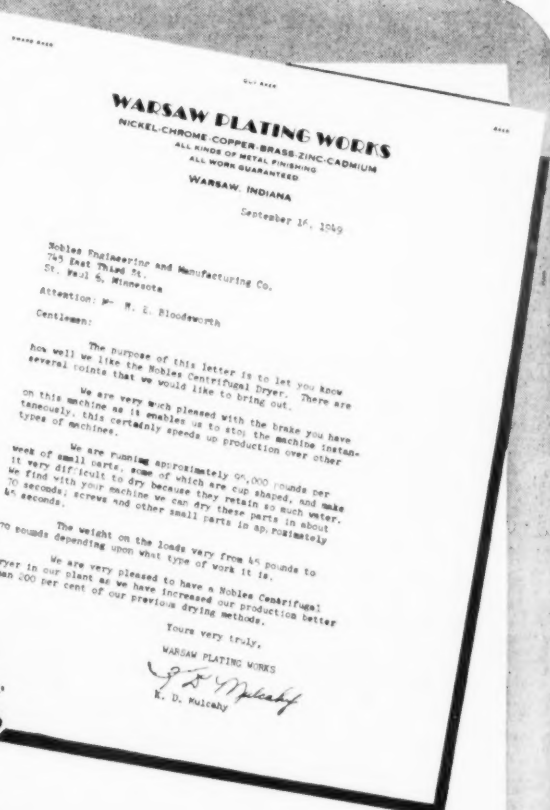 WARSAW PLATING WORKS
NICKEL-CHROME-COPPER-BRASS-ZINC-CADMIUM
ALL KINDS OF METAL FINISHING
ALL WORK GUARANTEED
WARSAW, INDIANA
September 16, 1949
Nobles Engineering and Manufacturing Co.
745 East Third St.
St. Paul 6, Minnesota
Attention: W. E. Bloodsworth
Gentlemen:
The purpose of this letter is to let you know
how well we like the Nobles Centrifugal Dryer. There are
several points that we would like to bring out.
We are very much pleased with the brake you have
on this machine as it enables us to stop the machine instan-
taneously, this certainly speeds up production over other
types of machines.
We are running approximately 95,000 pounds per
week of small parts, some of which are cup shaped, and make
it very difficult to dry because they retain so much water.
We find with your machine we can dry these parts in about
70 seconds; screws and other small parts in approximately
45 seconds.
The weight on the loads vary from 45 pounds to
70 pounds depending upon what type of work it is.
We are very pleased to have a Nobles Centrifugal
ryer in our plant as we have increased our production better
an 200 per cent of our previous drying methods.
Yours very truly,
WARSAW PLATING WORKS
K D Mulcahy
K. D. Mulcahy